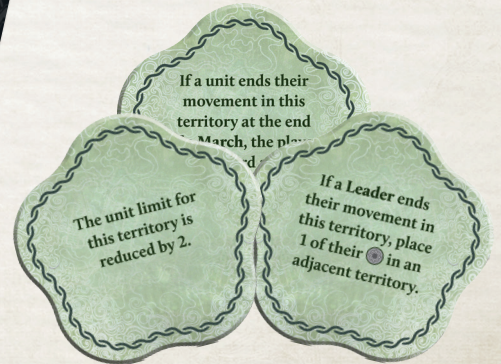 If a unit ends their
movement in this
territory at the end
March, the
The unit limit for
this territory is
reduced by 2.
If a Leader ends
their movement in
this territory, place
1 of their in an
adjacent territory.